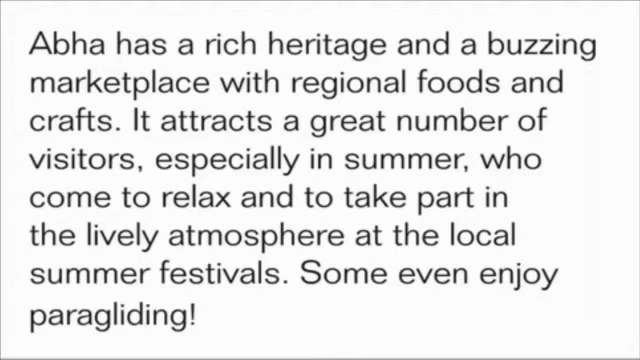 Abha has a rich heritage and a buzzing
marketplace with regional foods and
crafts. It attracts a great number of
visitors, especially in summer, who
come to relax and to take part in
the lively atmosphere at the local
summer festivals. Some even enjoy
paragliding!